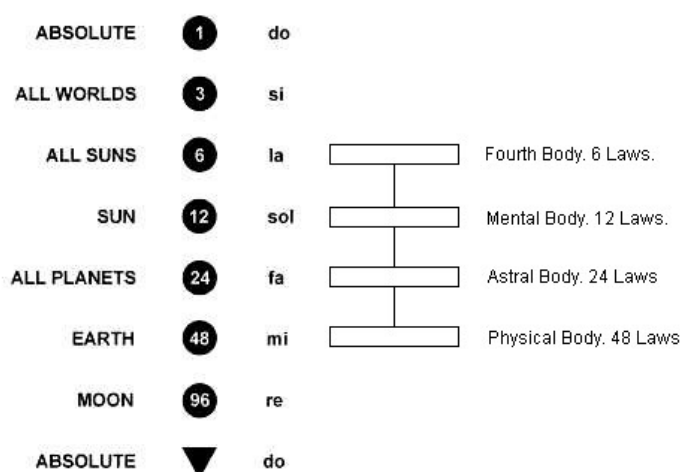 ABSOLUTE 1 do
ALL WORLDS 3 si
ALL SUNS 6 la Fourth Body. 6 Laws.
SUN 12 sol Mental Body. 12 Laws.
ALL PLANETS 24 fa Astral Body. 24 Laws
EARTH 48 mi Physical Body. 48 Laws
MOON 96 re
ABSOLUTE do